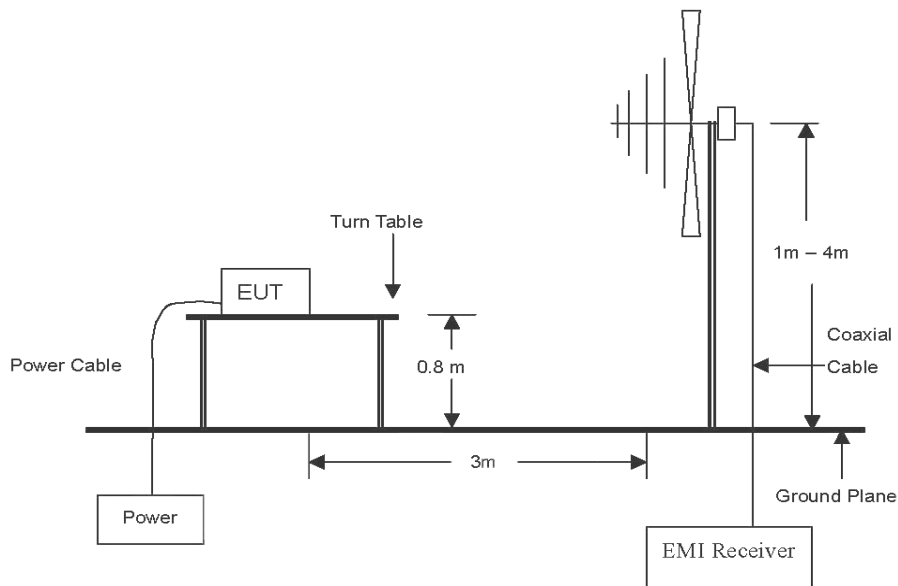 Turn Table
1m – 4m
EUT
Coaxial
Cable
Power Cable
0.8 m
3m
Ground Plane
Power
EMI Receiver